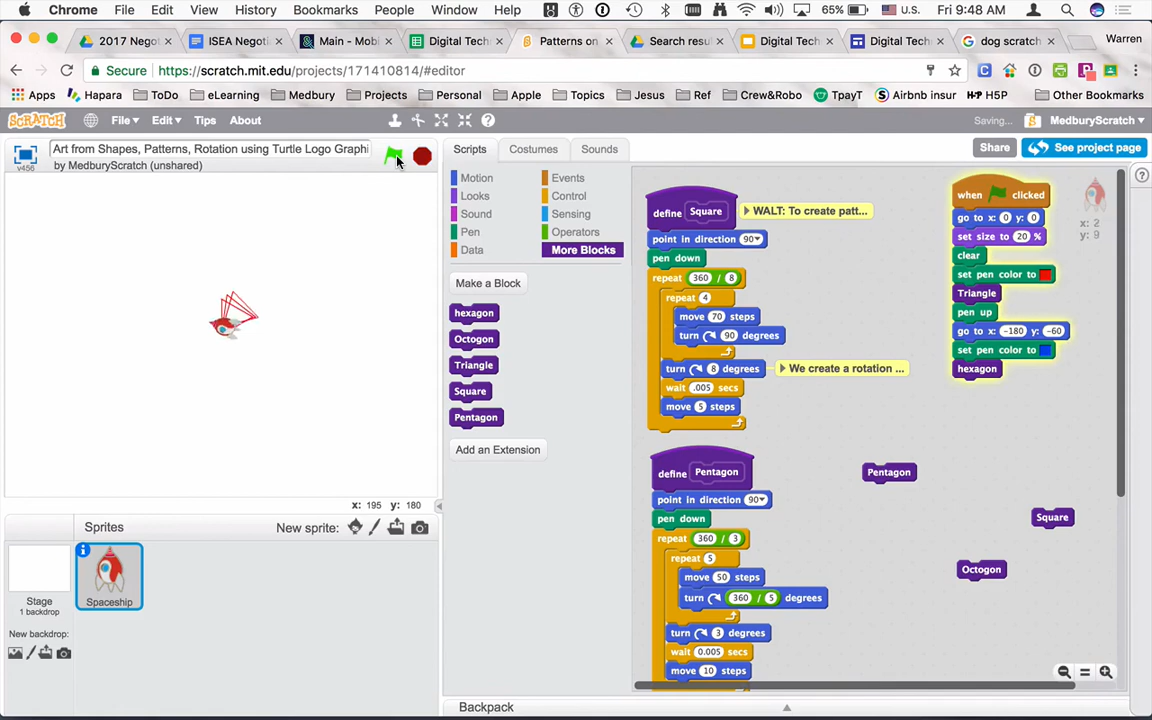 Chrome File Edit View History Bookmarks People Window Help 65% U.S. Fri 9:48 AM
2017 Negot ISEA Negoti Main - Mobi Digital Tech Patterns on Search resul Digital Tech Digital Tech dog scratch Warren
Secure https://scratch.mit.edu/projects/171410814/#editor
Apps Hapara ToDo eLearning Medbury Projects Personal Apple Topics Jesus Ref Crew&Robo TpayT Airbnb insur H-P H5P Other Bookmarks
SCRATCH File Edit Tips About Saving... MedburyScratch
Art from Shapes, Patterns, Rotation using Turtle Logo Graphi
by MedburyScratch (unshared)
v456
Scripts Costumes Sounds
Share See project page
Motion Events
Looks Control
Sound Sensing
Pen Operators
Data More Blocks
Make a Block
hexagon
Octogon
Triangle
Square
Pentagon
Add an Extension
define Square
WALT: To create patt...
point in direction 90
pen down
repeat 360 / 8
repeat 4
move 70 steps
turn 90 degrees
turn 8 degrees
We create a rotation ...
wait .005 secs
move 5 steps
define Pentagon
point in direction 90
pen down
repeat 360 / 3
repeat 5
move 50 steps
turn 360 / 5 degrees
turn 3 degrees
wait 0.005 secs
move 10 steps
when clicked
go to x: 0 y: 0
set size to 20 %
clear
set pen color to
Triangle
pen up
go to x: -180 y: -60
set pen color to
hexagon
x: 2
y: 9
Pentagon
Square
Octogon
x: 195 y: 180
Sprites New sprite:
Stage
1 backdrop
New backdrop:
Spaceship
Backpack